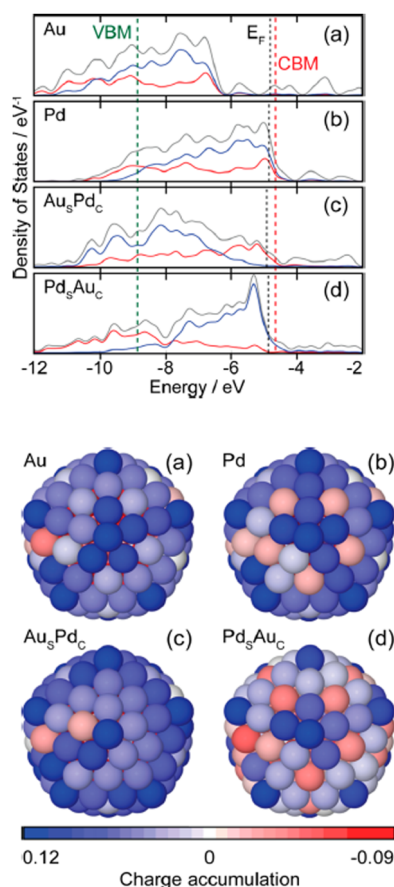 Au
VBM
E_F
(a)
CBM
Pd
(b)
Au_SPd_C
(c)
Pd_SAu_C
(d)
Density of States / eV⁻¹
-12
-10
-8
-6
-4
-2
Energy / eV
Au
(a)
Pd
(b)
Au_SPd_C
(c)
Pd_SAu_C
(d)
0.12
0
-0.09
Charge accumulation